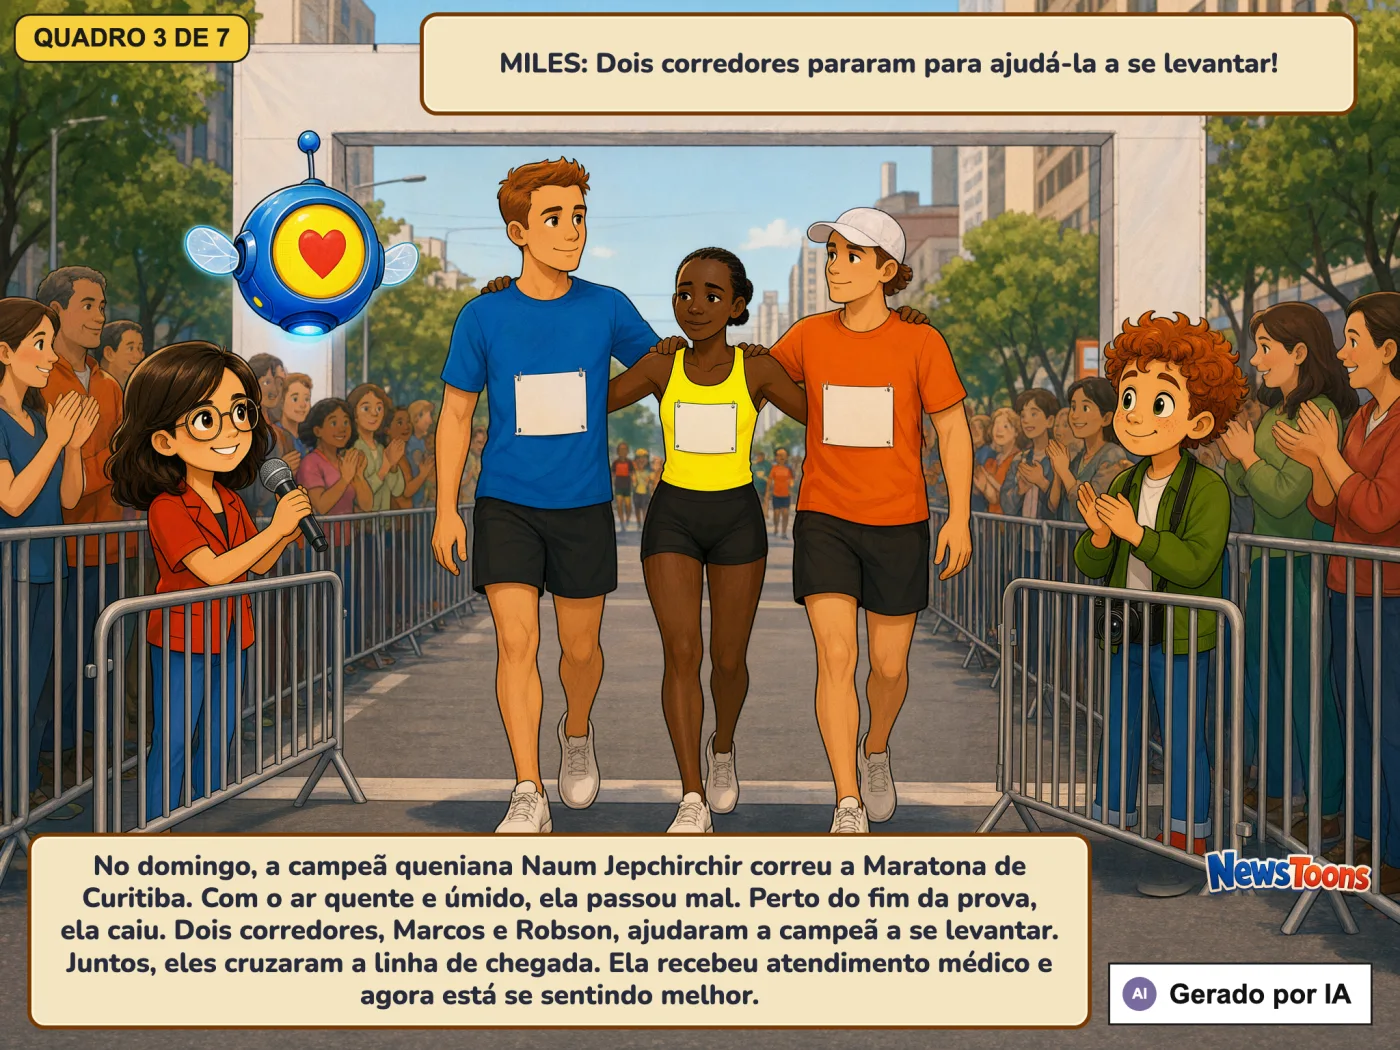 QUADRO 3 DE 7
MILES: Dois corredores pararam para ajudá-la a se levantar!
No domingo, a campeã queniana Naum Jepchirchir correu a Maratona de
Curitiba. Com o ar quente e úmido, ela passou mal. Perto do fim da prova,
ela caiu. Dois corredores, Marcos e Robson, ajudaram a campeã a se levantar.
Juntos, eles cruzaram a linha de chegada. Ela recebeu atendimento médico e
agora está se sentindo melhor.
NewsToons
AI Gerado por IA